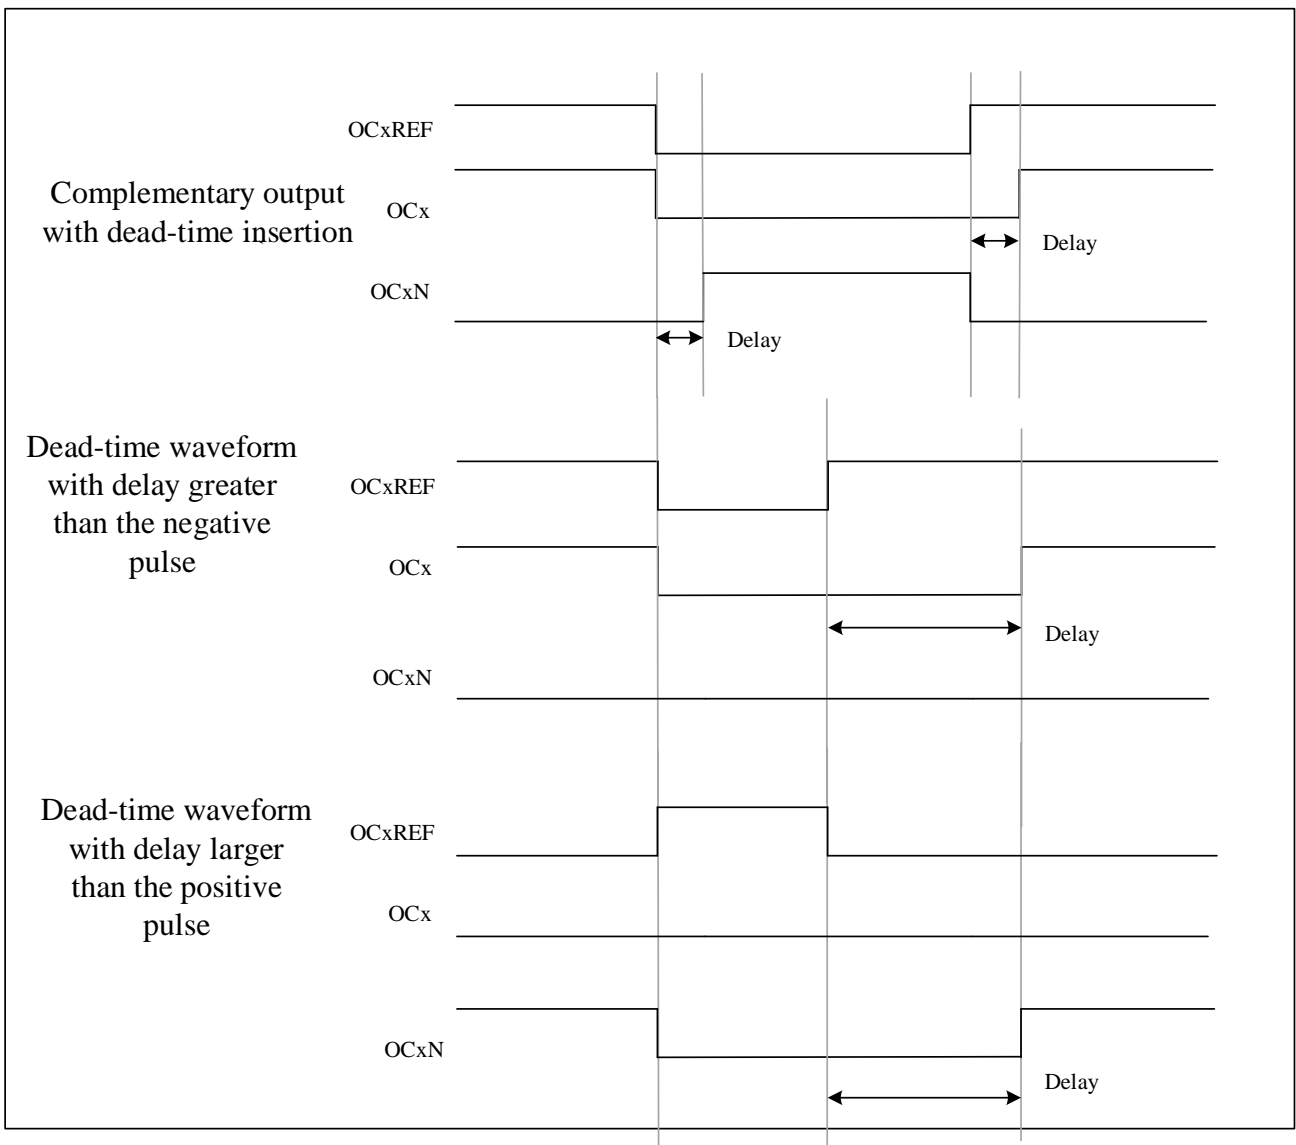 OCxREF
Complementary output
with dead-time insertion
OCx
Delay
OCxN
Delay
Dead-time waveform
with delay greater
than the negative
pulse
OCxREF
OCx
Delay
OCxN
Dead-time waveform
with delay larger
than the positive
pulse
OCxREF
OCx
OCxN
Delay